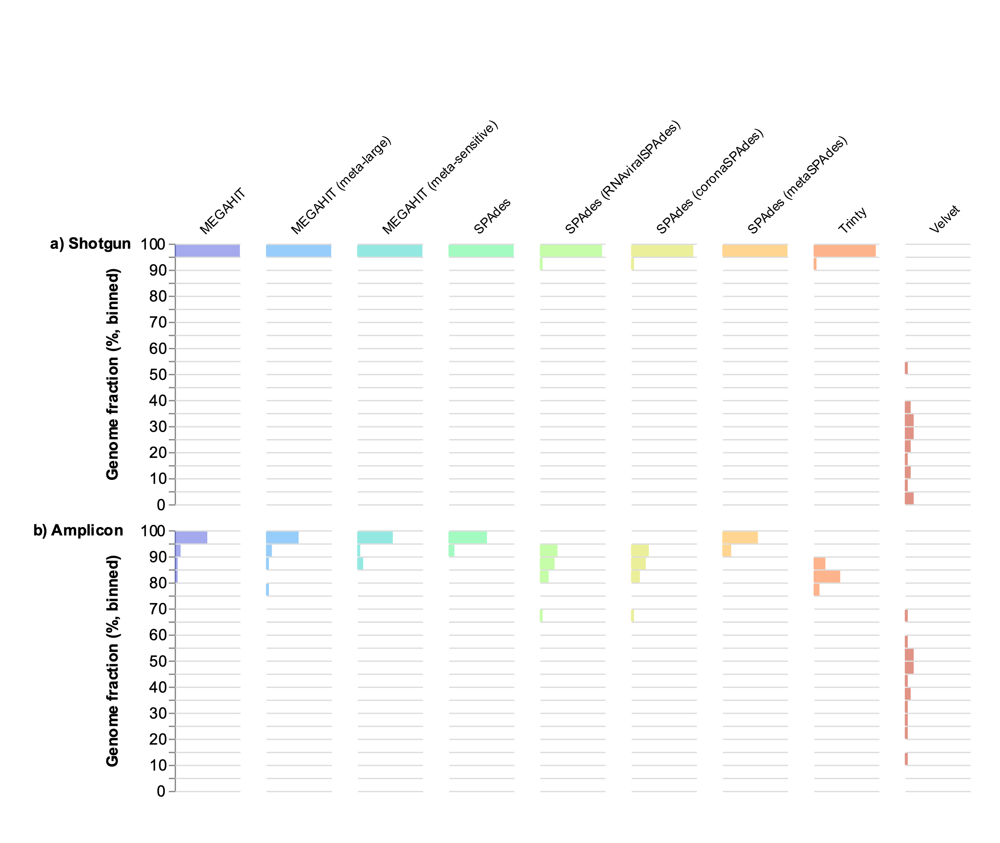 MEGAHIT
MEGAHIT (meta-large)
MEGAHIT (meta-sensitive)
SPAdes
SPAdes (RNAviralSPAdes)
SPAdes (coronaSPAdes)
SPAdes (metaSPAdes)
Trinty
Velvet
a) Shotgun
Genome fraction (%, binned)
100
90
80
70
60
50
40
30
20
10
0
b) Amplicon
Genome fraction (%, binned)
100
90
80
70
60
50
40
30
20
10
0